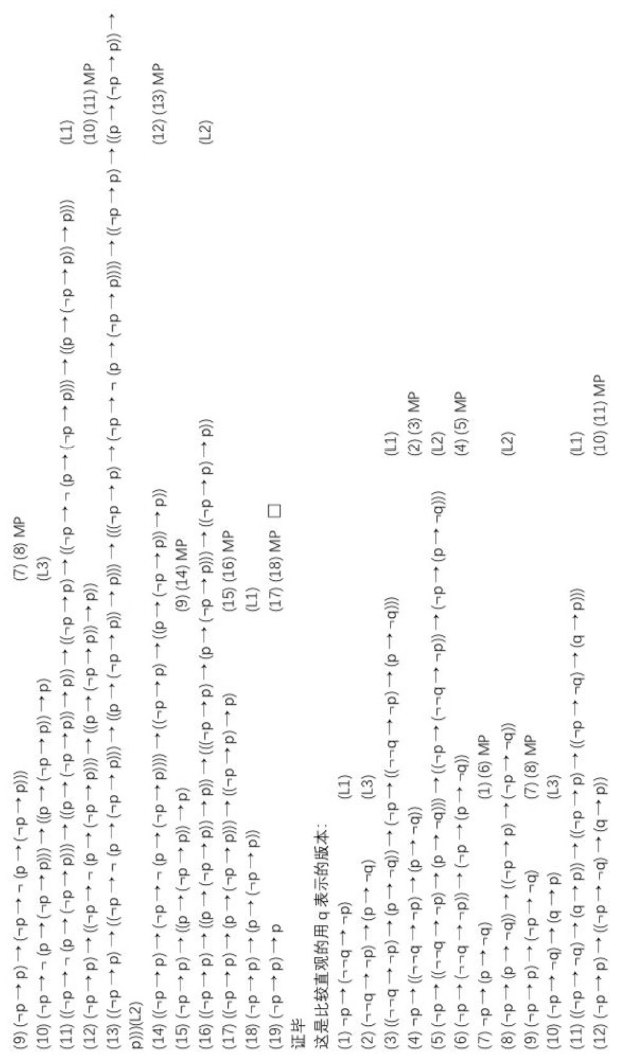 (9) (¬p → p) → (¬p → ¬ (p → (¬p → p))) (7) (8) MP
(10) (¬p → ¬ (p → (¬p → p))) → ((p → (¬p → p)) → p) (L3)
(11) ((¬p → ¬ (p → (¬p → p))) → ((p → (¬p → p)) → p)) → ((¬p → p) → ((¬p → ¬ (p → (¬p → p))) → ((p → (¬p → p)) → p))) (L1)
(12) (¬p → p) → ((¬p → ¬ (p → (¬p → p))) → ((p → (¬p → p)) → p)) (10) (11) MP
(13) ((¬p → p) → ((¬p → ¬ (p → (¬p → p))) → ((p → (¬p → p)) → p))) → (((¬p → p) → (¬p → ¬ (p → (¬p → p)))) → ((¬p → p) → ((p → (¬p → p)) →
p)))(L2)
(14) ((¬p → p) → (¬p → ¬ (p → (¬p → p)))) → ((¬p → p) → ((p → (¬p → p)) → p)) (12) (13) MP
(15) (¬p → p) → ((p → (¬p → p)) → p) (9) (14) MP
(16) ((¬p → p) → ((p → (¬p → p)) → p)) → (((¬p → p) → (p → (¬p → p))) → ((¬p → p) → p)) (L2)
(17) ((¬p → p) → (p → (¬p → p))) → ((¬p → p) → p) (15) (16) MP
(18) (¬p → p) → (p → (¬p → p)) (L1)
(19) (¬p → p) → p (17) (18) MP □
证毕
这是比较直观的用 q 表示的版本:
(1) ¬p → (¬¬q → ¬p) (L1)
(2) (¬¬q → ¬p) → (p → ¬q) (L3)
(3) ((¬¬q → ¬p) → (p → ¬q)) → (¬p → ((¬¬q → ¬p) → (p → ¬q))) (L1)
(4) ¬p → ((¬¬q → ¬p) → (p → ¬q)) (2) (3) MP
(5) (¬p → ((¬¬q → ¬p) → (p → ¬q))) → ((¬p → (¬¬q → ¬p)) → (¬p → (p → ¬q))) (L2)
(6) (¬p → (¬¬q → ¬p)) → (¬p → (p → ¬q)) (4) (5) MP
(7) ¬p → (p → ¬q) (1) (6) MP
(8) (¬p → (p → ¬q)) → ((¬p → p) → (¬p → ¬q)) (L2)
(9) (¬p → p) → (¬p → ¬q) (7) (8) MP
(10) (¬p → ¬q) → (q → p) (L3)
(11) ((¬p → ¬q) → (q → p)) → ((¬p → p) → ((¬p → ¬q) → (q → p))) (L1)
(12) (¬p → p) → ((¬p → ¬q) → (q → p)) (10) (11) MP